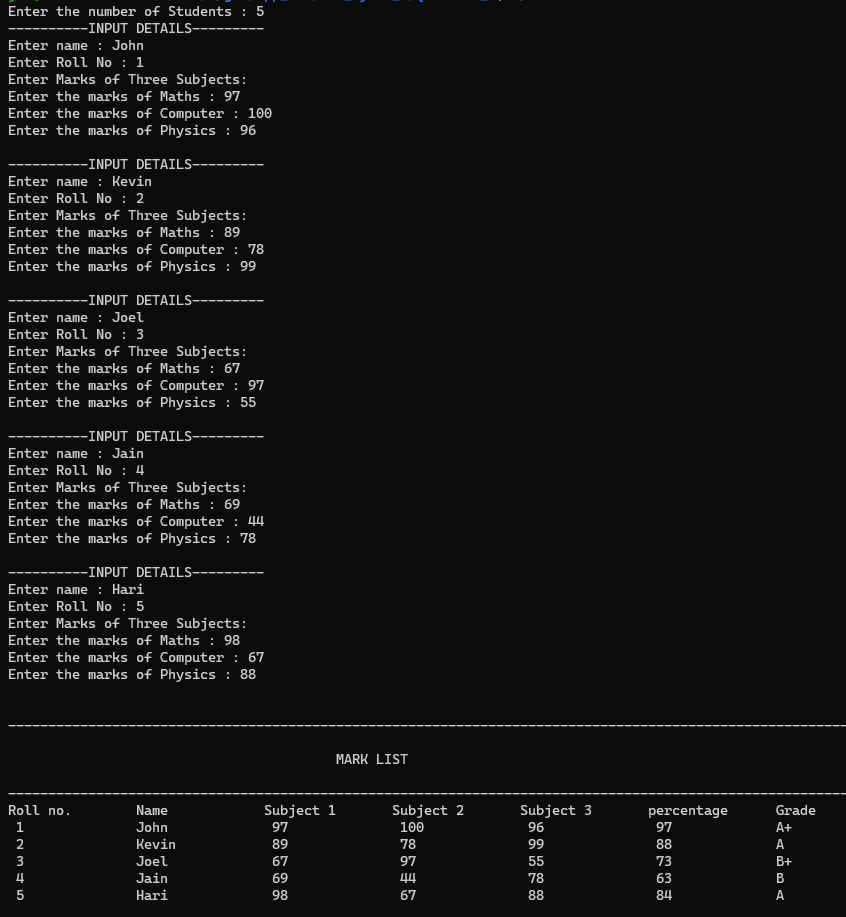 Enter the number of Students : 5
----------INPUT DETAILS---------
Enter name : John
Enter Roll No : 1
Enter Marks of Three Subjects:
Enter the marks of Maths : 97
Enter the marks of Computer : 100
Enter the marks of Physics : 96
----------INPUT DETAILS---------
Enter name : Kevin
Enter Roll No : 2
Enter Marks of Three Subjects:
Enter the marks of Maths : 89
Enter the marks of Computer : 78
Enter the marks of Physics : 99
----------INPUT DETAILS---------
Enter name : Joel
Enter Roll No : 3
Enter Marks of Three Subjects:
Enter the marks of Maths : 67
Enter the marks of Computer : 97
Enter the marks of Physics : 55
----------INPUT DETAILS---------
Enter name : Jain
Enter Roll No : 4
Enter Marks of Three Subjects:
Enter the marks of Maths : 69
Enter the marks of Computer : 44
Enter the marks of Physics : 78
----------INPUT DETAILS---------
Enter name : Hari
Enter Roll No : 5
Enter Marks of Three Subjects:
Enter the marks of Maths : 98
Enter the marks of Computer : 67
Enter the marks of Physics : 88
MARK LIST
Roll no. Name Subject 1 Subject 2 Subject 3 percentage Grade
1 John 97 100 96 97 A+
2 Kevin 89 78 99 88 A
3 Joel 67 97 55 73 B+
4 Jain 69 44 78 63 B
5 Hari 98 67 88 84 A